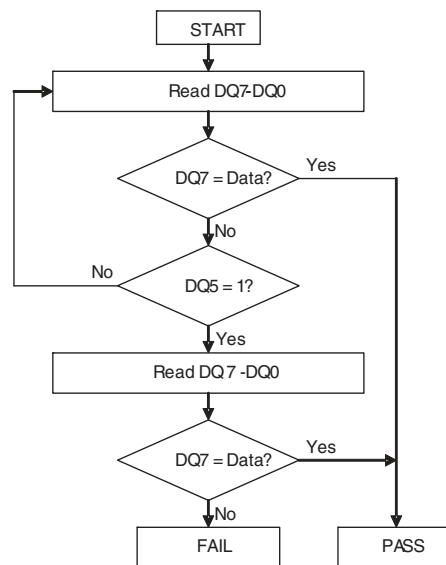 START
Read DQ7-DQ0
DQ7 = Data?
Yes
No
No
DQ5 = 1?
Yes
Read DQ 7 -DQ0
DQ7 = Data?
Yes
No
FAIL
PASS